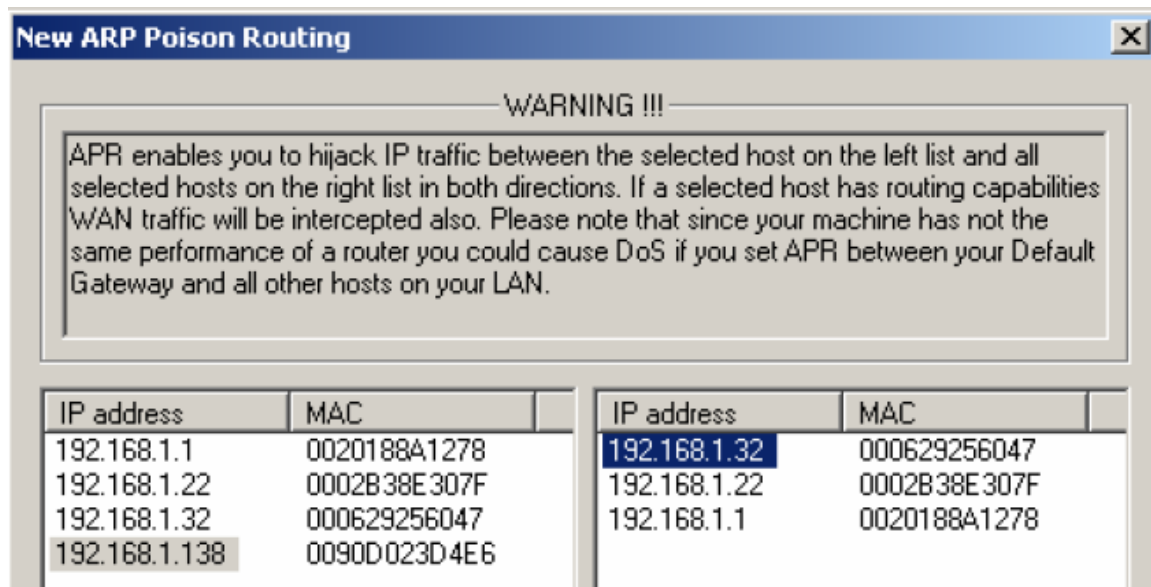 New ARP Poison Routing
WARNING !!!
APR enables you to hijack IP traffic between the selected host on the left list and all
selected hosts on the right list in both directions. If a selected host has routing capabilities
WAN traffic will be intercepted also. Please note that since your machine has not the
same performance of a router you could cause DoS if you set APR between your Default
Gateway and all other hosts on your LAN.
IP address MAC
192.168.1.1 0020188A1278
192.168.1.22 0002B38E307F
192.168.1.32 000629256047
192.168.1.138 0090D023D4E6
IP address MAC
192.168.1.32 000629256047
192.168.1.22 0002B38E307F
192.168.1.1 0020188A1278